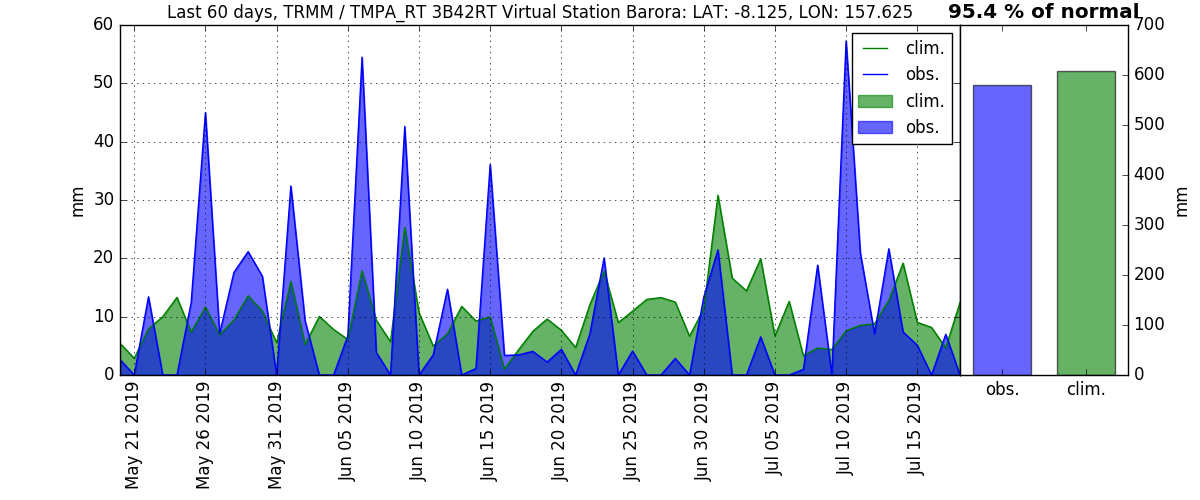 Last 60 days, TRMM / TMPA_RT 3B42RT Virtual Station Barora: LAT: -8.125, LON: 157.625
95.4 % of normal
60
50
40
30
20
10
0
mm
clim.
obs.
clim.
obs.
May 21 2019
May 26 2019
May 31 2019
Jun 05 2019
Jun 10 2019
Jun 15 2019
Jun 20 2019
Jun 25 2019
Jun 30 2019
Jul 05 2019
Jul 10 2019
Jul 15 2019
700
600
500
400
300
200
100
0
mm
obs.
clim.